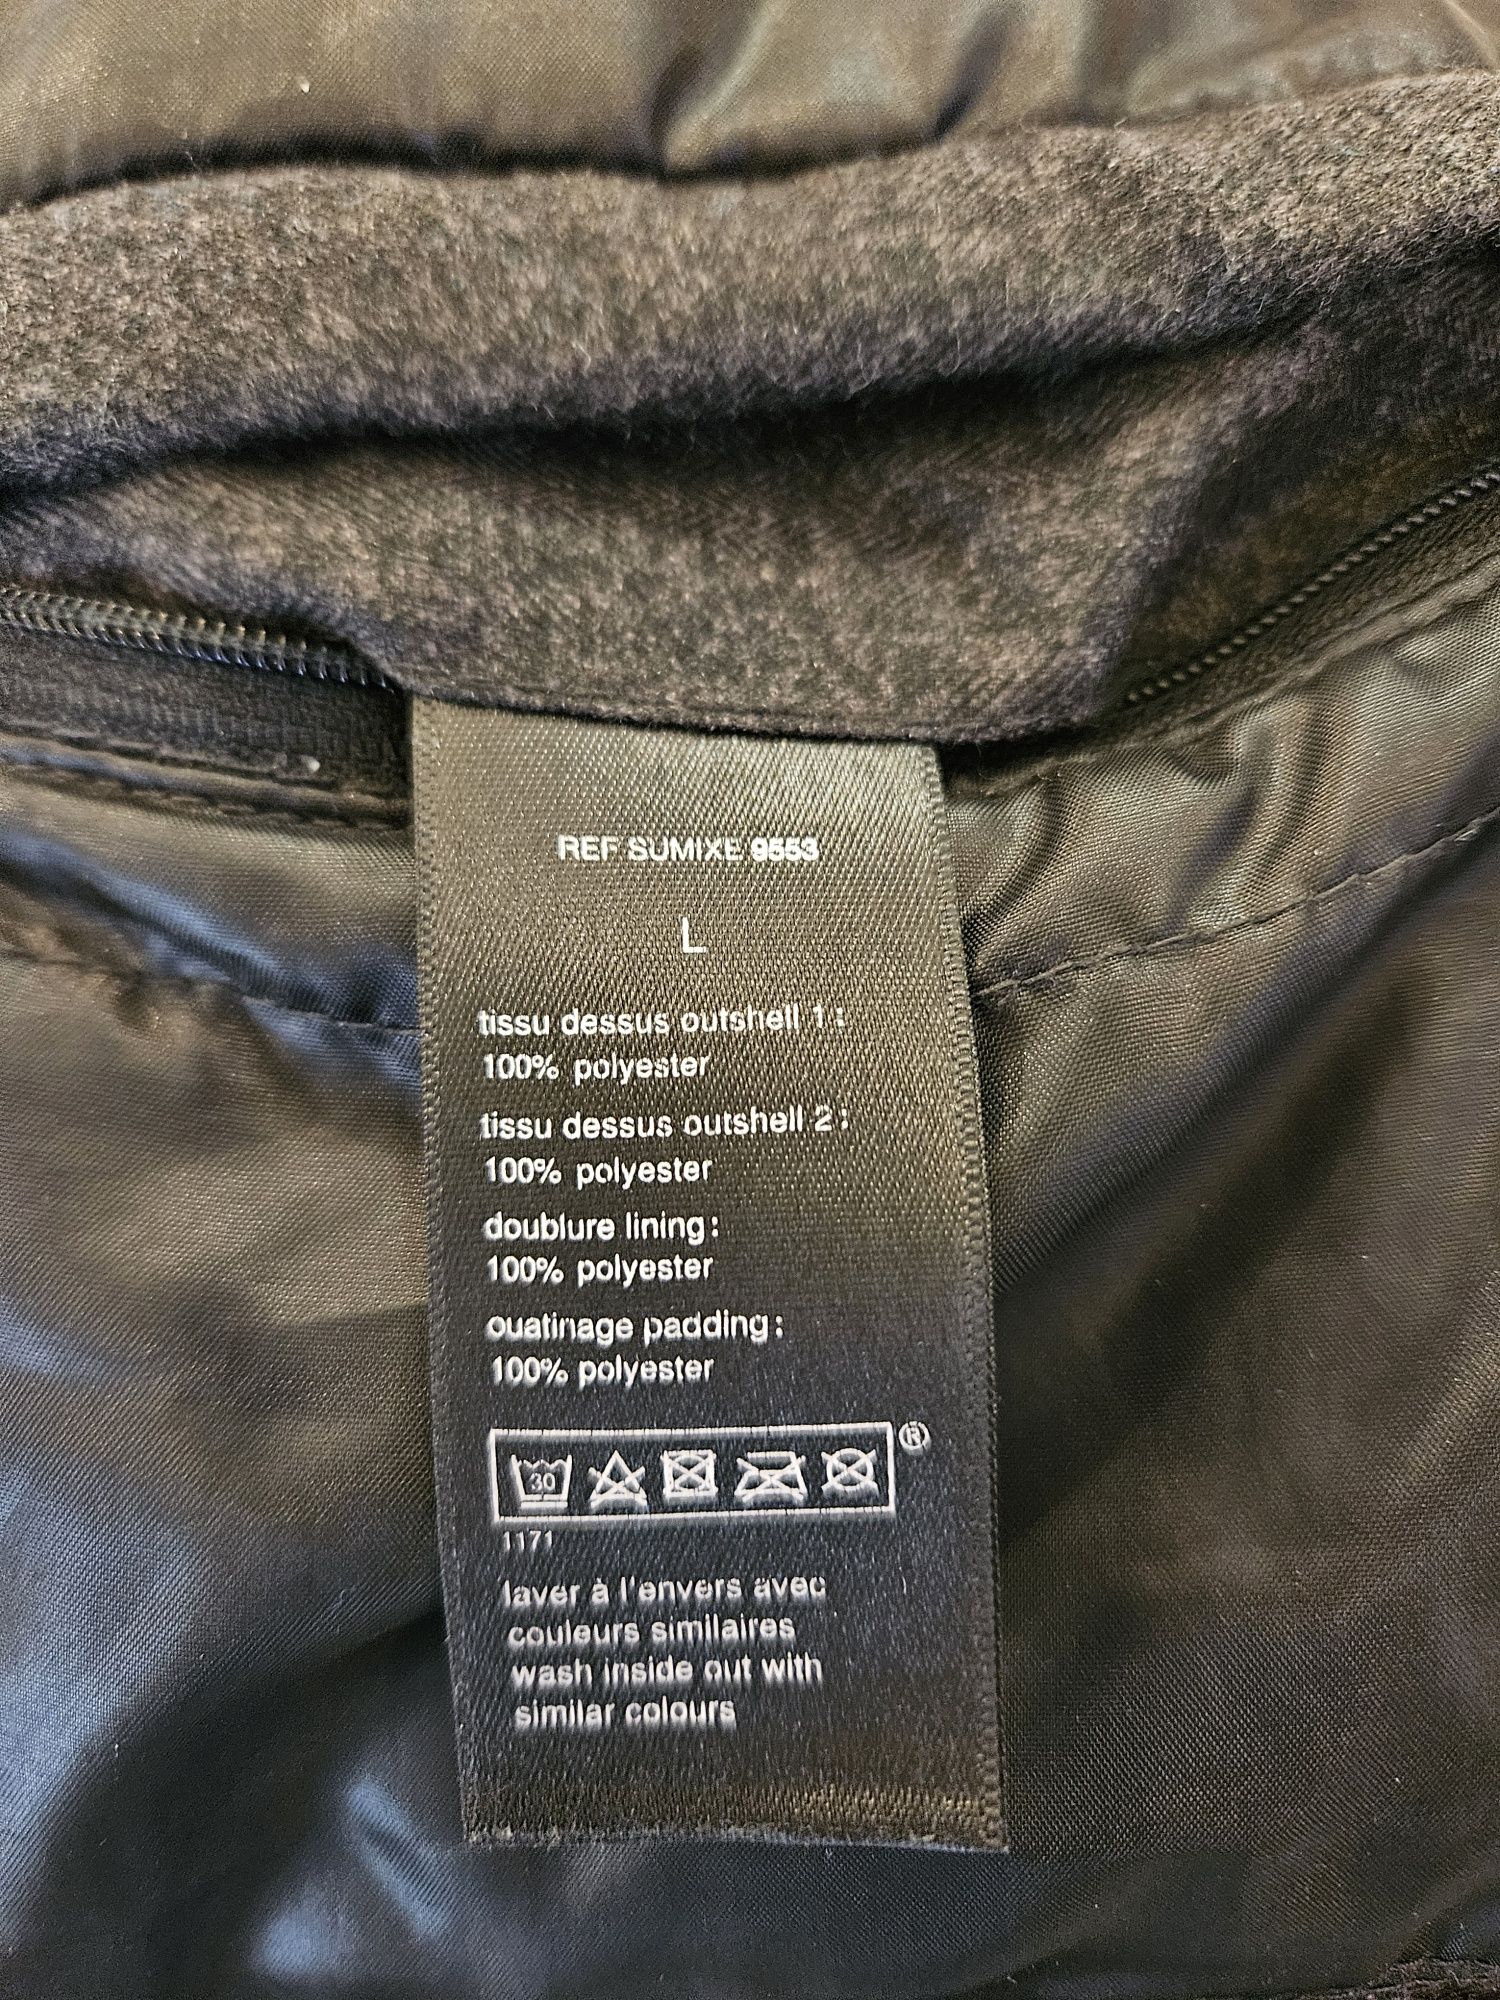 REF SUMIXE 9553
L
tissu dessus outshell 1:
100% polyester
tissu dessus outshell 2:
100% polyester
doublure lining:
100% polyester
ouatinage padding:
100% polyester
30
®
1171
laver à l'envers avec
couleurs similaires
wash inside out with
similar colours